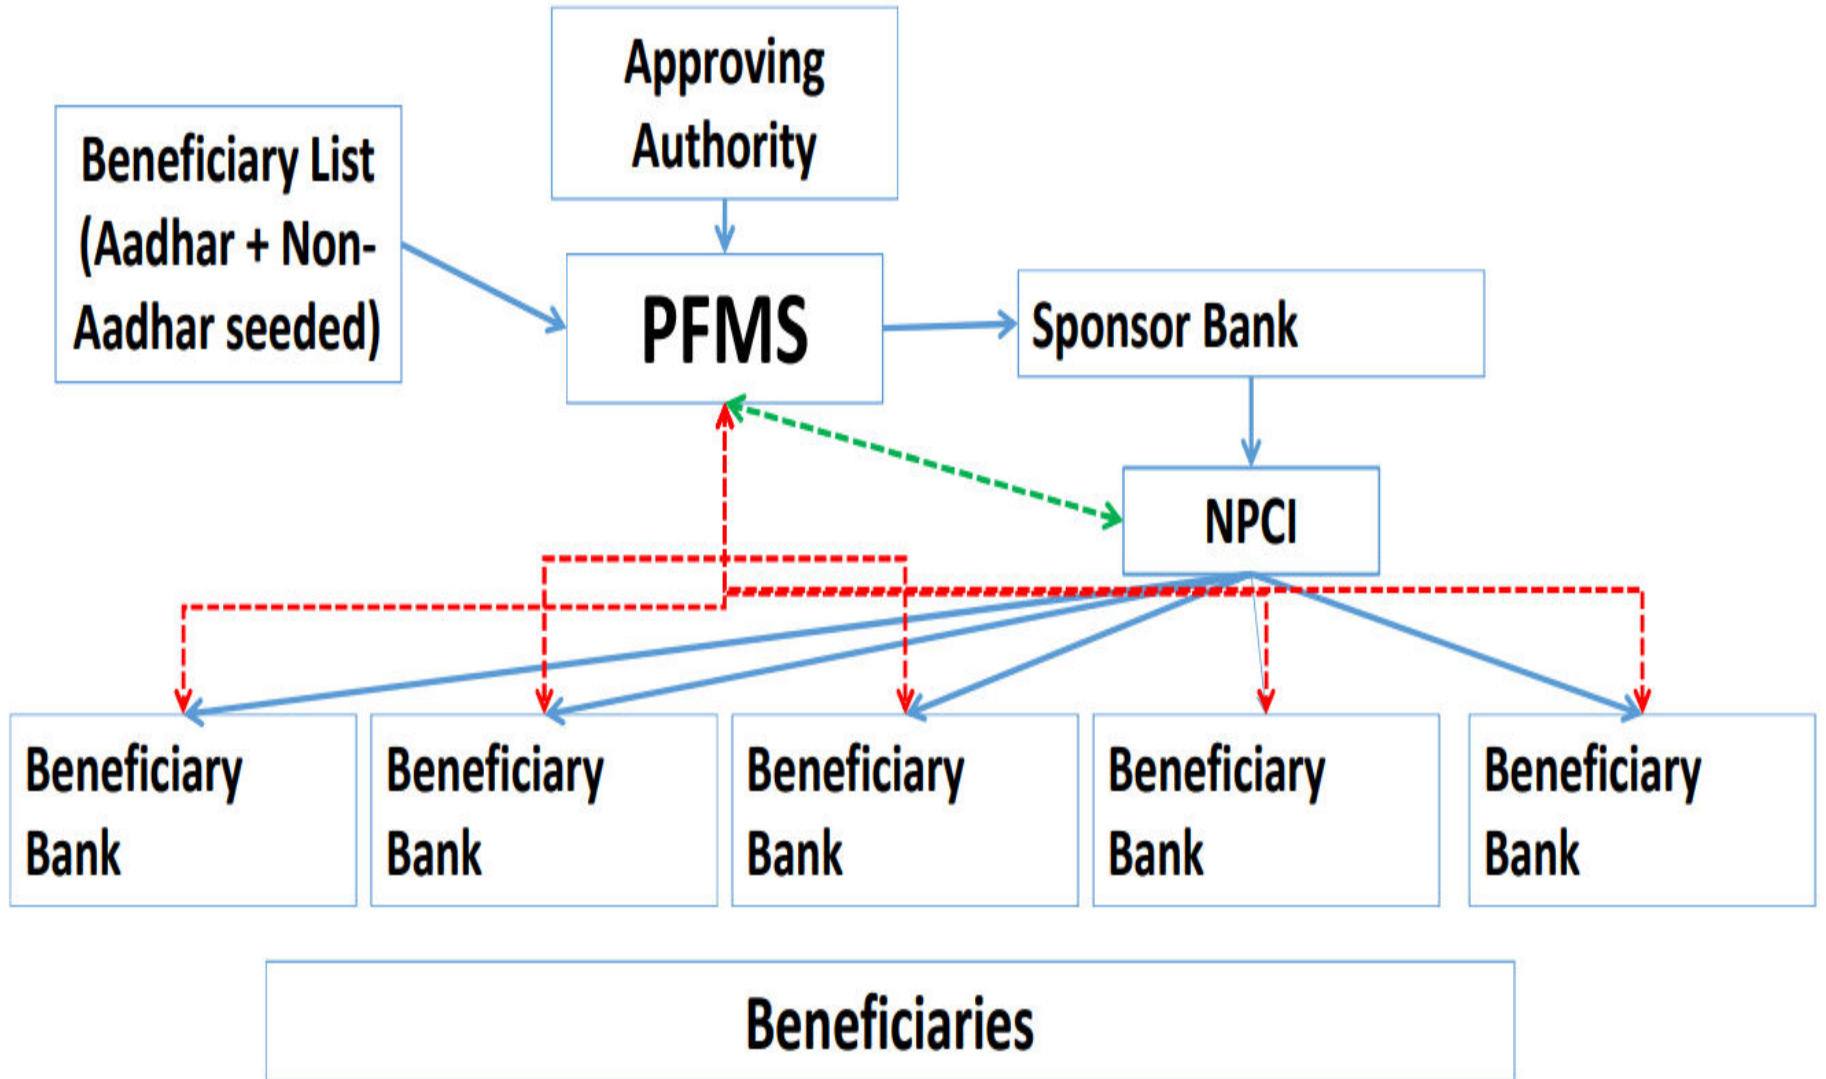 Approving
Authority
Beneficiary List
(Aadhar + Non-
Aadhar seeded)
PFMS
Sponsor Bank
NPCI
Beneficiary
Bank
Beneficiary
Bank
Beneficiary
Bank
Beneficiary
Bank
Beneficiary
Bank
Beneficiaries